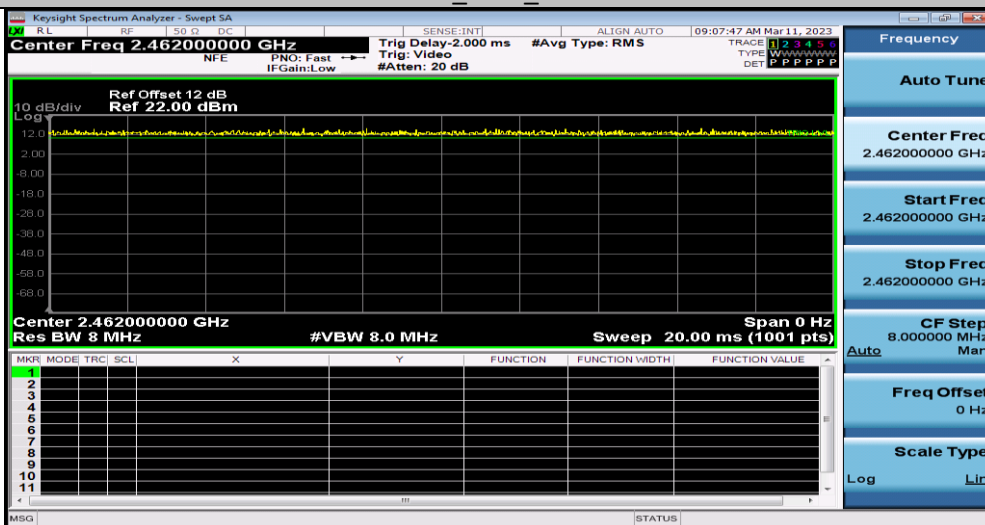 Keysight Spectrum Analyzer - Swept SA
LXI RL RF 50 Ω DC SENSE:INT ALIGN AUTO 09:07:47 AM Mar 11, 2023
Center Freq 2.462000000 GHz
NFE PNO: Fast IFGain:Low
Trig Delay-2.000 ms #Avg Type: RMS
Trig: Video
#Atten: 20 dB
TRACE 1 2 3 4 5 6
TYPE WWWWWW
DET P P P P P P
Ref Offset 12 dB
10 dB/div Ref 22.00 dBm
Log
12.0
2.00
-8.00
-18.0
-28.0
-38.0
-48.0
-58.0
-68.0
Center 2.462000000 GHz Span 0 Hz
Res BW 8 MHz #VBW 8.0 MHz Sweep 20.00 ms (1001 pts)
MKR MODE TRC SCL X Y FUNCTION FUNCTION WIDTH FUNCTION VALUE
1
2
3
4
5
6
7
8
9
10
11
MSG STATUS
Frequency
Auto Tune
Center Freq
2.462000000 GHz
Start Freq
2.462000000 GHz
Stop Freq
2.462000000 GHz
CF Step
8.000000 MHz
Auto Man
Freq Offset
0 Hz
Scale Type
Log Lin